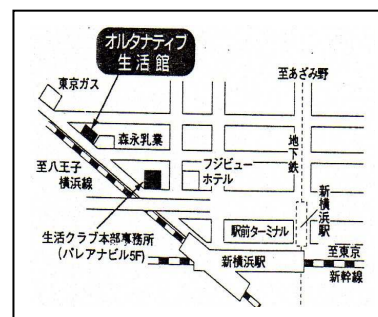 オルタナティブ
生活館
東京ガス
至あざみ野
森永乳業
地下鉄
至八王子
横浜線
フジビュー
ホテル
新横浜駅
生活クラブ本部事務所
(パレアナビル5F)
駅前ターミナル
新横浜駅
至東京
新幹線